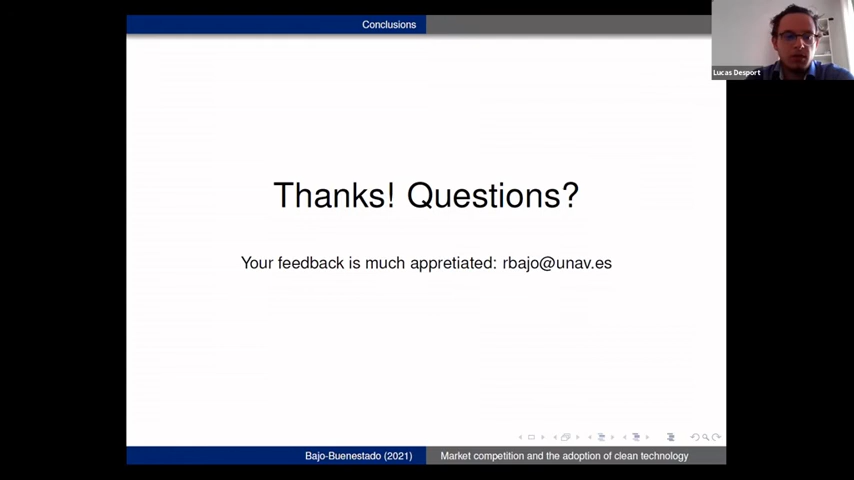 Conclusions
Lucas Desport
Thanks! Questions?
Your feedback is much appretiated: rbajo@unav.es
Bajo-Buenestado (2021)
Market competition and the adoption of clean technology